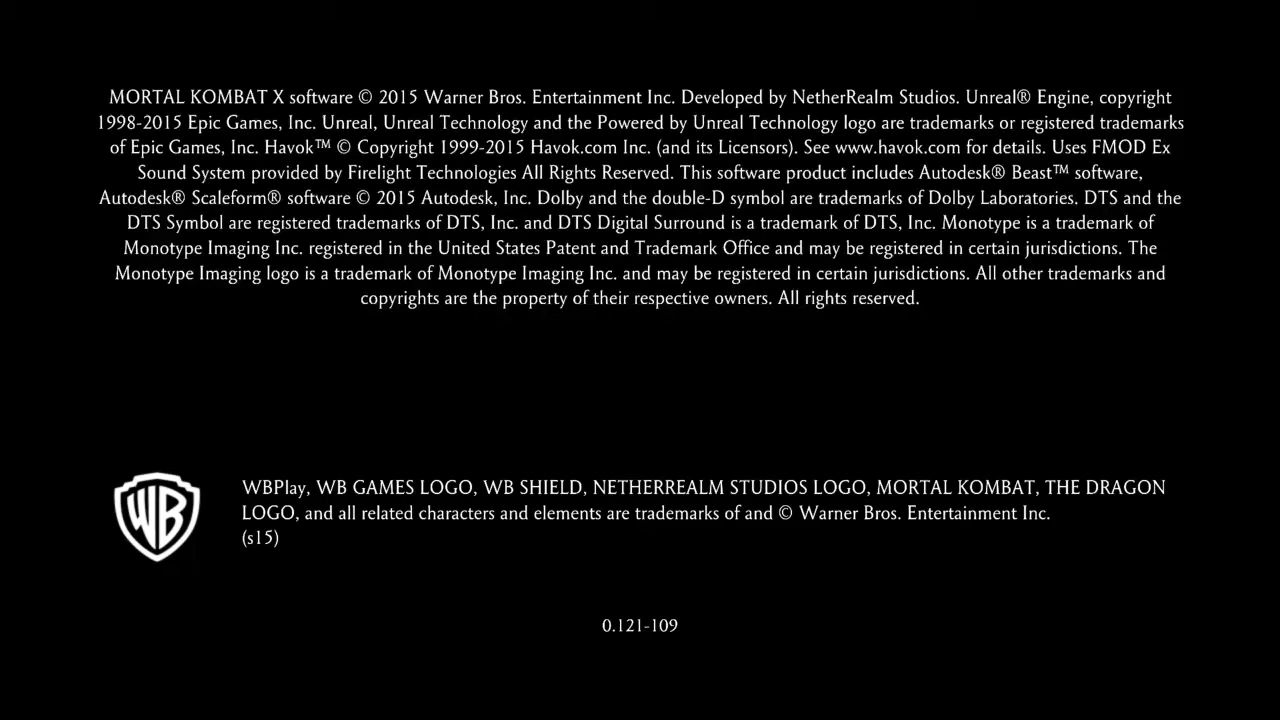 MORTAL KOMBAT X software © 2015 Warner Bros. Entertainment Inc. Developed by NetherRealm Studios. Unreal® Engine, copyright
1998-2015 Epic Games, Inc. Unreal, Unreal Technology and the Powered by Unreal Technology logo are trademarks or registered trademarks
of Epic Games, Inc. Havok™ © Copyright 1999-2015 Havok.com Inc. (and its Licensors). See www.havok.com for details. Uses FMOD Ex
Sound System provided by Firelight Technologies All Rights Reserved. This software product includes Autodesk® Beast™ software,
Autodesk® Scaleform® software © 2015 Autodesk, Inc. Dolby and the double-D symbol are trademarks of Dolby Laboratories. DTS and the
DTS Symbol are registered trademarks of DTS, Inc. and DTS Digital Surround is a trademark of DTS, Inc. Monotype is a trademark of
Monotype Imaging Inc. registered in the United States Patent and Trademark Office and may be registered in certain jurisdictions. The
Monotype Imaging logo is a trademark of Monotype Imaging Inc. and may be registered in certain jurisdictions. All other trademarks and
copyrights are the property of their respective owners. All rights reserved.
WB
WBPlay, WB GAMES LOGO, WB SHIELD, NETHERREALM STUDIOS LOGO, MORTAL KOMBAT, THE DRAGON
LOGO, and all related characters and elements are trademarks of and © Warner Bros. Entertainment Inc.
(s15)
0.121-109